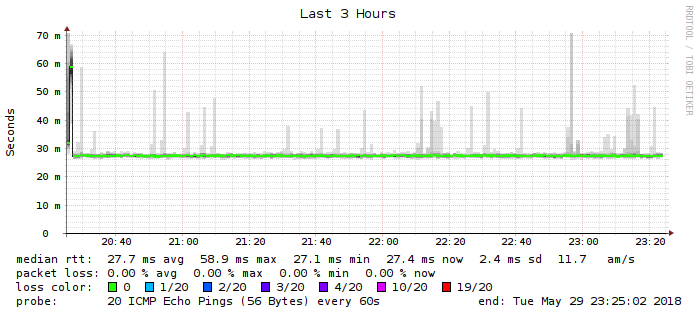 Last 3 Hours
RRDTOOL / TOBI OETIKER
Seconds
70 m
60 m
50 m
40 m
30 m
20 m
10 m
0
20:40 21:00 21:20 21:40 22:00 22:20 22:40 23:00 23:20
median rtt: 27.7 ms avg 58.9 ms max 27.1 ms min 27.4 ms now 2.4 ms sd 11.7 am/s
packet loss: 0.00 % avg 0.00 % max 0.00 % min 0.00 % now
loss color: 0 1/20 2/20 3/20 4/20 10/20 19/20
probe: 20 ICMP Echo Pings (56 Bytes) every 60s end: Tue May 29 23:25:02 2018